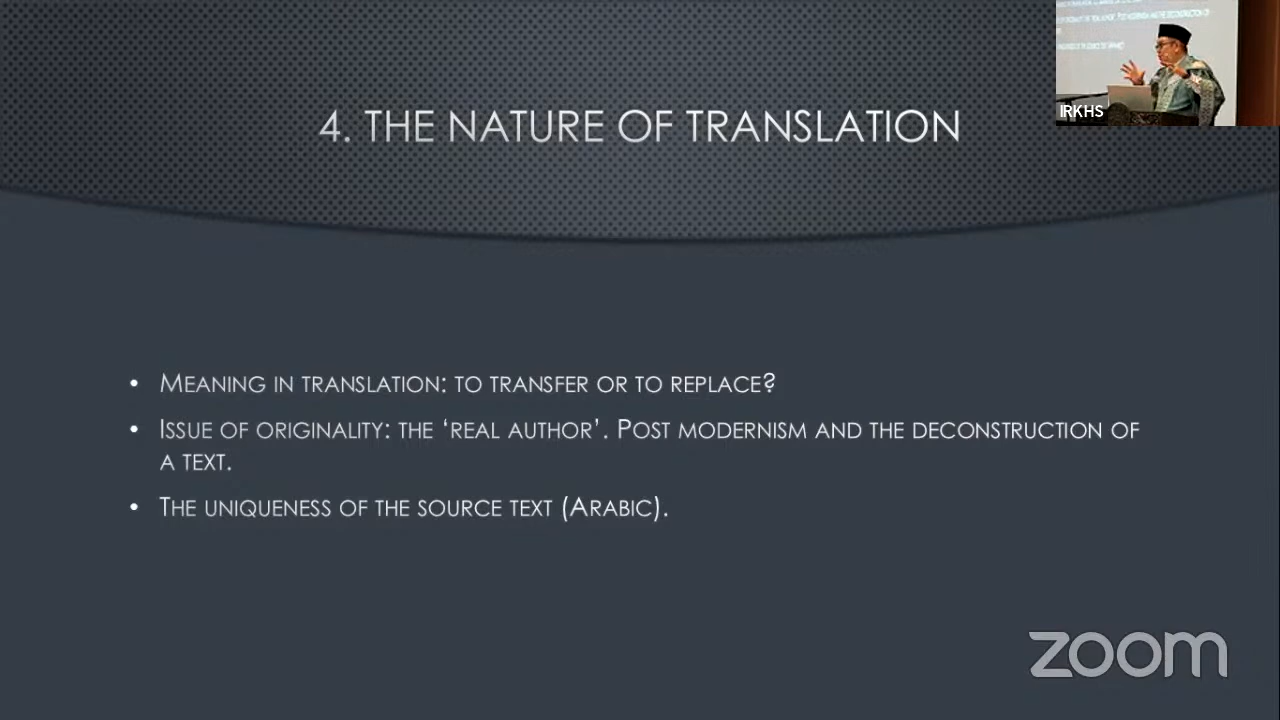 4. THE NATURE OF TRANSLATION
IRKHS
• MEANING IN TRANSLATION: TO TRANSFER OR TO REPLACE?
• ISSUE OF ORIGINALITY: THE ‘REAL AUTHOR’. POST MODERNISM AND THE DECONSTRUCTION OF
A TEXT.
• THE UNIQUENESS OF THE SOURCE TEXT (ARABIC).
zoom